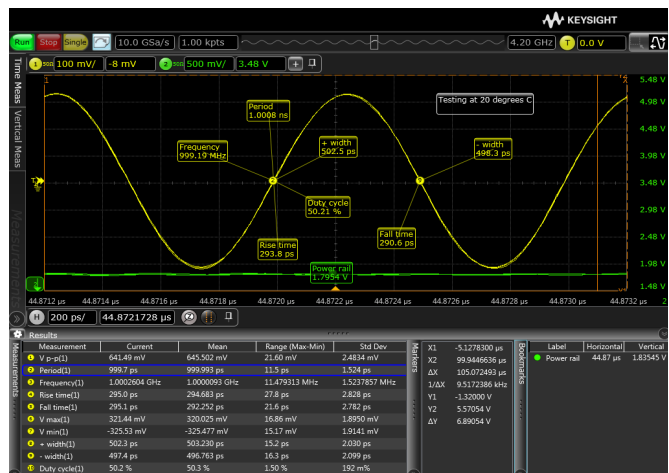 KEYSIGHT
Run Stop Single 10.0 GSa/s 1.00 kpts 4.20 GHz T 0.0 V
1 50Ω 100 mV/ -8 mV 2 50Ω 500 mV/ 3.48 V +
Time Meas
Vertical Meas
Measurements
Period
1.0008 ns
Testing at 20 degrees C
Frequency
999.19 MHz
+ width
502.5 ps
- width
498.3 ps
Duty cycle
50.21 %
Rise time
293.8 ps
Fall time
290.6 ps
Power rail
1.7954 V
5.48 V
4.98 V
4.48 V
3.98 V
3.48 V
2.98 V
2.48 V
1.98 V
1.48 V
44.8712 µs 44.8714 µs 44.8716 µs 44.8718 µs 44.8720 µs 44.8722 µs 44.8724 µs 44.8726 µs 44.8728 µs 44.8730 µs 44.8732 µs 2
H 200 ps/ 44.8721728 µs
Results
Measurements
Measurement Current Mean Range (Max-Min) Std Dev
V p-p(1) 641.49 mV 645.502 mV 21.60 mV 2.4834 mV
Period(1) 999.7 ps 999.993 ps 11.5 ps 1.524 ps
Frequency(1) 1.0002604 GHz 1.0000093 GHz 11.479313 MHz 1.5237857 MHz
Rise time(1) 295.0 ps 294.683 ps 27.8 ps 2.828 ps
Fall time(1) 295.1 ps 292.252 ps 21.6 ps 2.782 ps
V max(1) 321.44 mV 320.025 mV 16.86 mV 1.8950 mV
V min(1) -325.53 mV -325.477 mV 15.17 mV 1.9141 mV
+ width(1) 502.3 ps 503.230 ps 15.2 ps 2.030 ps
- width(1) 497.4 ps 496.763 ps 16.3 ps 2.099 ps
Duty cycle(1) 50.2 % 50.3 % 1.50 % 192 m%
Markers
X1 -5.1278300 µs
X2 99.9446636 µs
ΔX 105.072493 µs
1/ΔX 9.5172386 kHz
Y1 -1.32000 V
Y2 5.57054 V
ΔY 6.89054 V
Bookmarks
Label Horizontal Vertical
Power rail 44.87 µs 1.83545 V